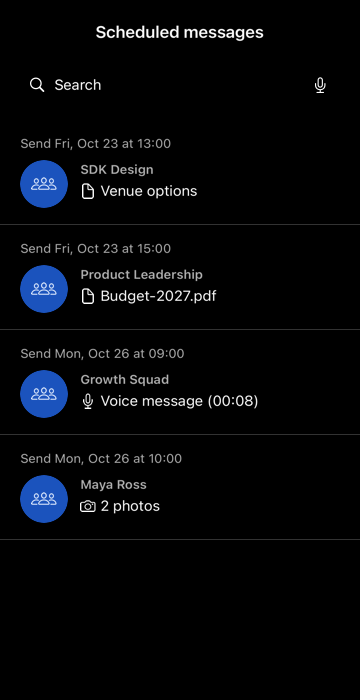 Scheduled messages
Search
Send Fri, Oct 23 at 13:00
SDK Design
Venue options
Send Fri, Oct 23 at 15:00
Product Leadership
Budget-2027.pdf
Send Mon, Oct 26 at 09:00
Growth Squad
Voice message (00:08)
Send Mon, Oct 26 at 10:00
Maya Ross
2 photos